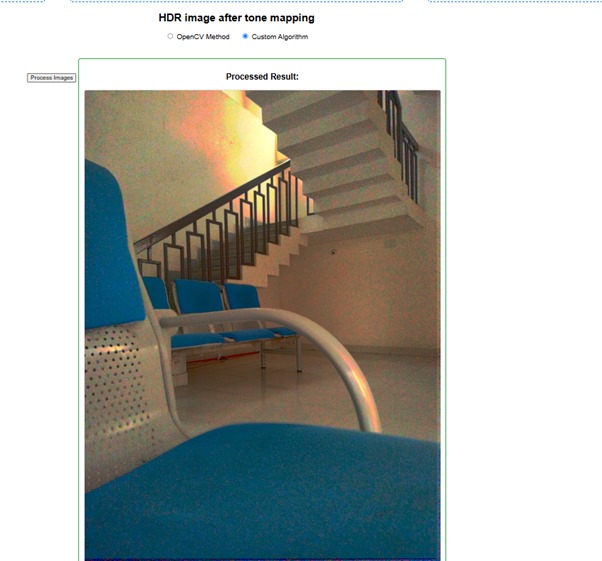 HDR image after tone mapping
OpenCV Method Custom Algorithm
Process Images
Processed Result: